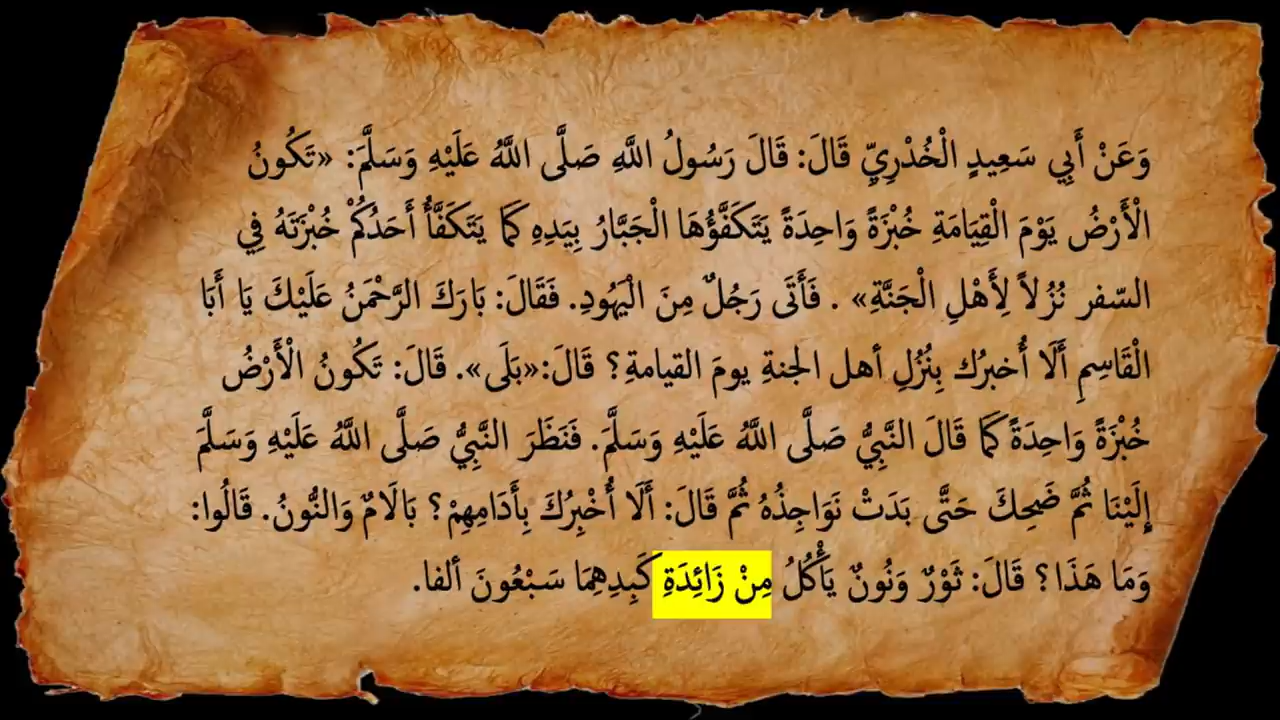 وَعَنْ أَبِي سَعِيدٍ الْخُدْرِيِّ قَالَ: قَالَ رَسُولُ اللَّهِ صَلَّى اللَّهُ عَلَيْهِ وَسَلَّمَ: «تَكُونُ
الْأَرْضُ يَوْمَ الْقِيَامَةِ خُبْزَةً وَاحِدَةً يَتَكَفَّؤُهَا الْجَبَّارُ بِيَدِهِ كَمَا يَتَكَفَّأُ أَحَدُكُمْ خُبْزَتَهُ فِي
السّفر نُزُلاً لِأَهْلِ الْجَنَّةِ» . فَأَتَى رَجُلٌ مِنَ الْيَهُودِ. فَقَالَ: بَارَكَ الرَّحْمَنُ عَلَيْكَ يَا أَبَا
الْقَاسِمِ أَلَا أُخبرُك بِنُزُلِ أهل الجنةِ يومَ القيامةِ؟ قَالَ:«بَلَى». قَالَ: تَكُونُ الْأَرْضُ
خُبْزَةً وَاحِدَةً كَمَا قَالَ النَّبِيُّ صَلَّى اللَّهُ عَلَيْهِ وَسَلَّمَ. فَنَظَرَ النَّبِيُّ صَلَّى اللَّهُ عَلَيْهِ وَسَلَّمَ
إِلَيْنَا ثُمَّ ضَحِكَ حَتَّى بَدَتْ نَوَاجِذُهُ ثُمَّ قَالَ: أَلَا أُخْبِرُكَ بِأَدَامِهِمْ؟ بَالَامٌ وَالنُّونُ. قَالُوا:
وَمَا هَذَا؟ قَالَ: ثَوْرٌ وَنُونٌ يَأْكُلُ مِنْ زَائِدَةِ كَبِدِهِمَا سَبْعُونَ ألفا.